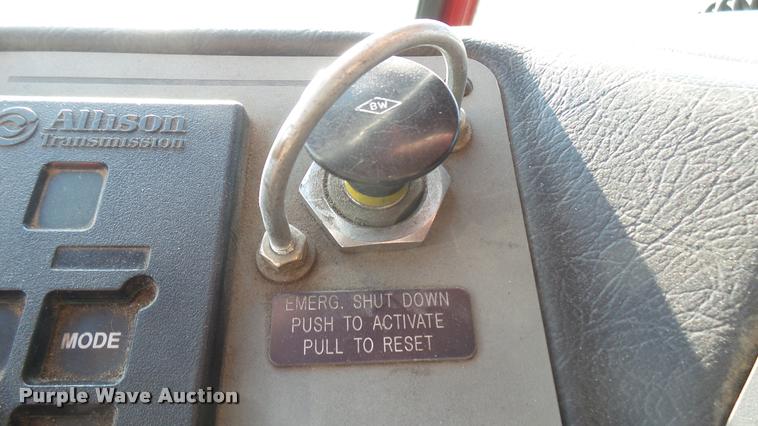 BW
Allison
Transmission
MODE
EMERG. SHUT DOWN
PUSH TO ACTIVATE
PULL TO RESET
Purple Wave Auction